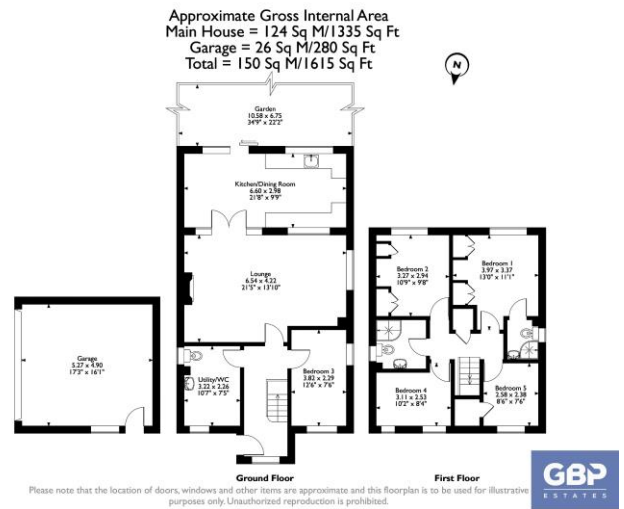 Approximate Gross Internal Area
Main House = 124 Sq M/1335 Sq Ft
Garage = 26 Sq M/280 Sq Ft
Total = 150 Sq M/1615 Sq Ft
N
Garden
10.58 x 6.75
34'9" x 22'2"
Kitchen/Dining Room
6.60 x 2.98
21'8" x 9'9"
Lounge
6.54 x 4.22
21'5" x 13'10"
Bedroom 2
3.27 x 2.94
10'9" x 9'8"
Bedroom 1
3.97 x 3.37
13'0" x 11'1"
Garage
5.27 x 4.90
17'3" x 16'1"
Utility/WC
3.22 x 2.26
10'7" x 7'5"
Bedroom 3
3.82 x 2.29
12'6" x 7'6"
Bedroom 4
3.11 x 2.53
10'2" x 8'4"
Bedroom 5
2.58 x 2.38
8'6" x 7'6"
Ground Floor
First Floor
GBP
ESTATES
Please note that the location of doors, windows and other items are approximate and this floorplan is to be used for illustrative
purposes only. Unauthorized reproduction is prohibited.